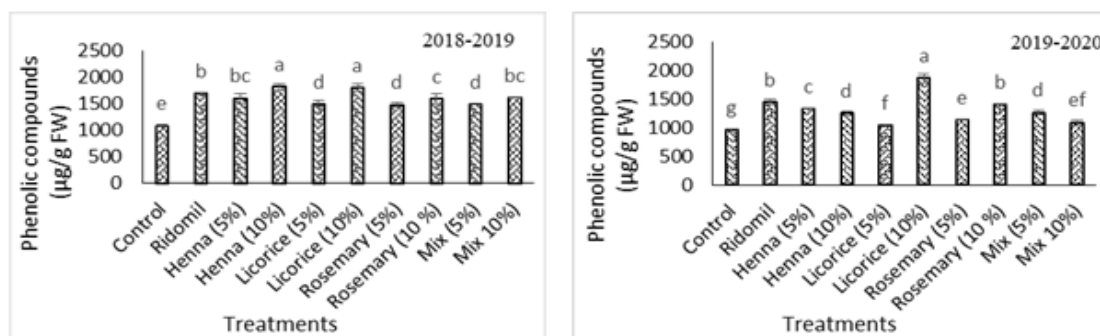 2018-2019
Phenolic compounds
(µg/g FW)
2500
2000
1500
1000
500
0
e
b
bc
a
d
a
d
c
d
bc
Control
Ridomil
Henna (5%)
Henna (10%)
Licorice (5%)
Licorice (10%)
Rosemary (5%)
Rosemary (10 %)
Mix (5%)
Mix 10%)
Treatments
2019-2020
Phenolic compounds
(µg/g FW)
2500
2000
1500
1000
500
0
g
b
c
d
f
a
e
b
d
ef
Control
Ridomil
Henna (5%)
Henna (10%)
Licorice (5%)
Licorice (10%)
Rosemary (5%)
Rosemary (10 %)
Mix (5%)
Mix 10%)
Treatments